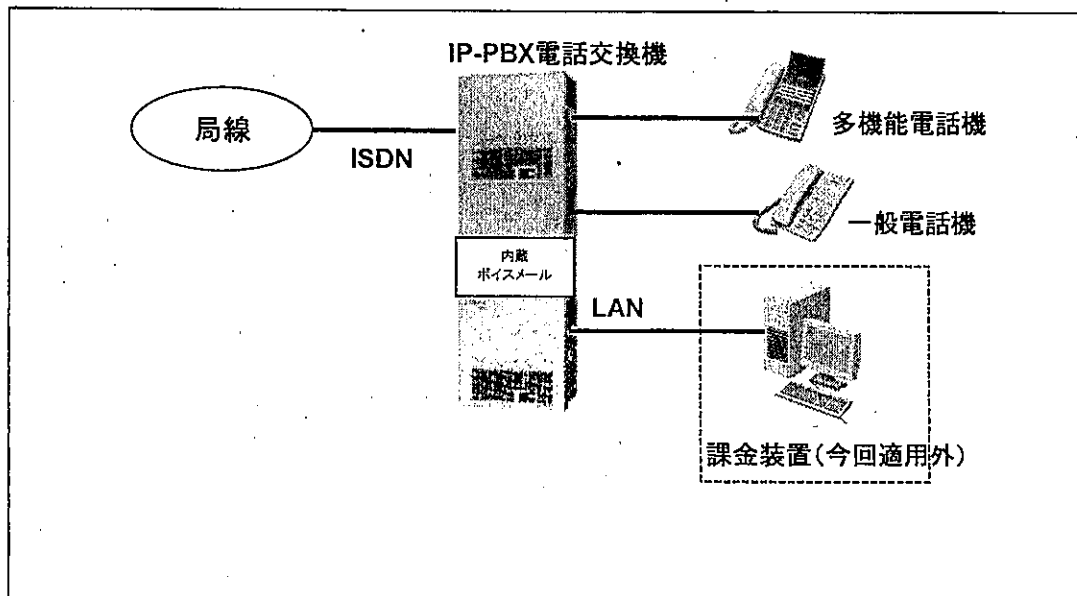 IP-PBX電話交換機
局線
ISDN
多機能電話機
一般電話機
内蔵
ボイスメール
LAN
課金装置(今回適用外)